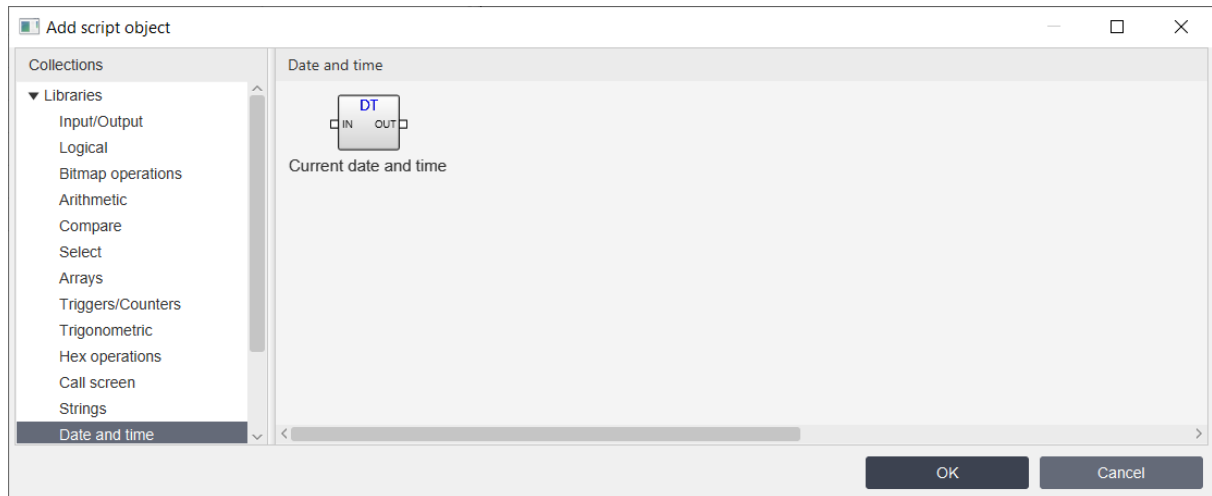 Add script object
Collections
Date and time
▼ Libraries
Input/Output
Logical
Bitmap operations
Arithmetic
Compare
Select
Arrays
Triggers/Counters
Trigonometric
Hex operations
Call screen
Strings
Date and time
DT
IN OUT
Current date and time
OK Cancel